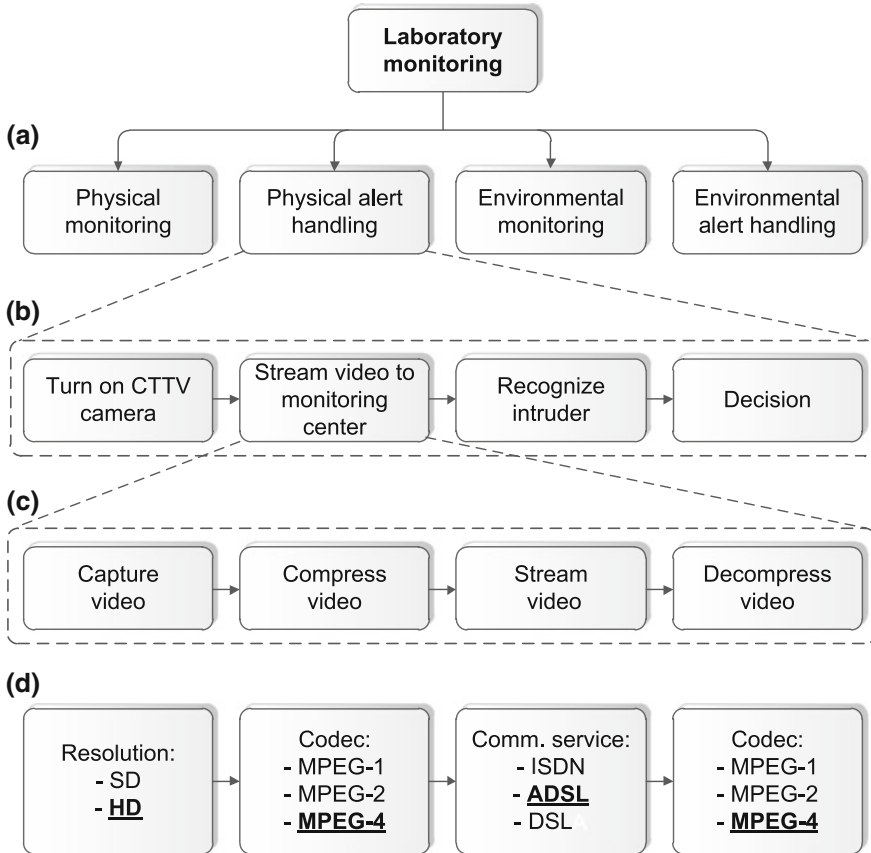 Laboratory
monitoring
(a)
Physical
monitoring
Physical alert
handling
Environmental
monitoring
Environmental
alert handling
(b)
Turn on CTTV
camera
Stream video to
monitoring
center
Recognize
intruder
Decision
(c)
Capture
video
Compress
video
Stream
video
Decompress
video
(d)
Resolution:
- SD
- HD
Codec:
- MPEG-1
- MPEG-2
- MPEG-4
Comm. service:
- ISDN
- ADSL
- DSLA
Codec:
- MPEG-1
- MPEG-2
- MPEG-4